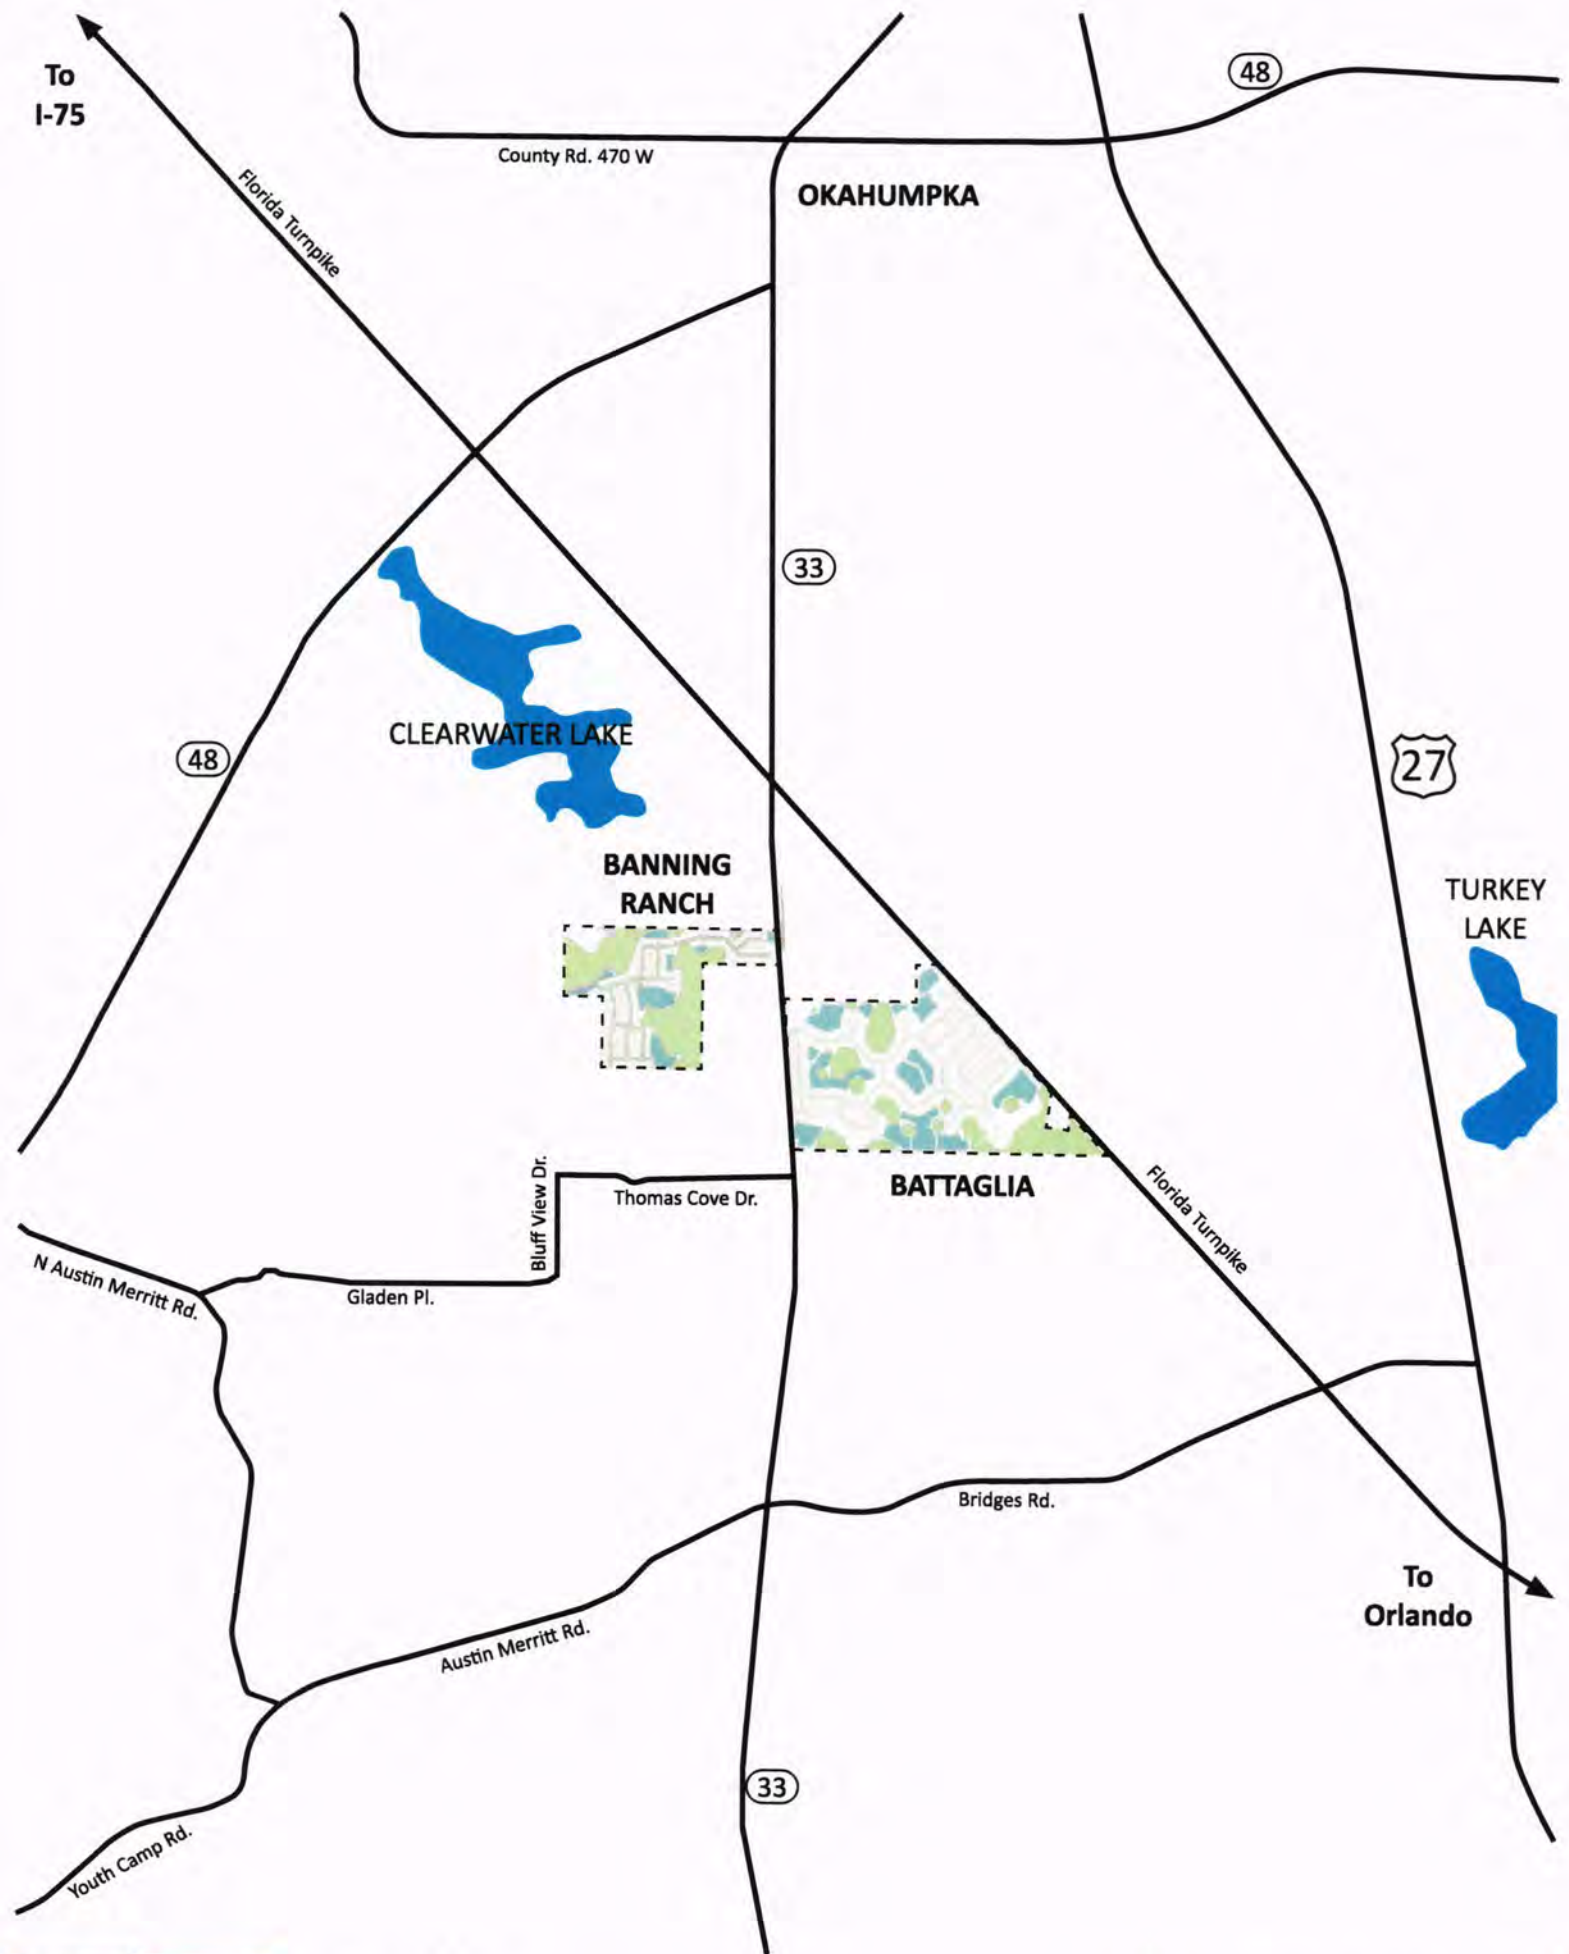 To
I-75
48
County Rd. 470 W
Florida Turnpike
OKAHUMPKA
33
CLEARWATER LAKE
48
27
BANNING
RANCH
TURKEY
LAKE
Bluff View Dr.
Thomas Cove Dr.
BATTAGLIA
Florida Turnpike
N Austin Merritt Rd.
Gladen Pl.
Bridges Rd.
To
Orlando
Austin Merritt Rd.
33
Youth Camp Rd.